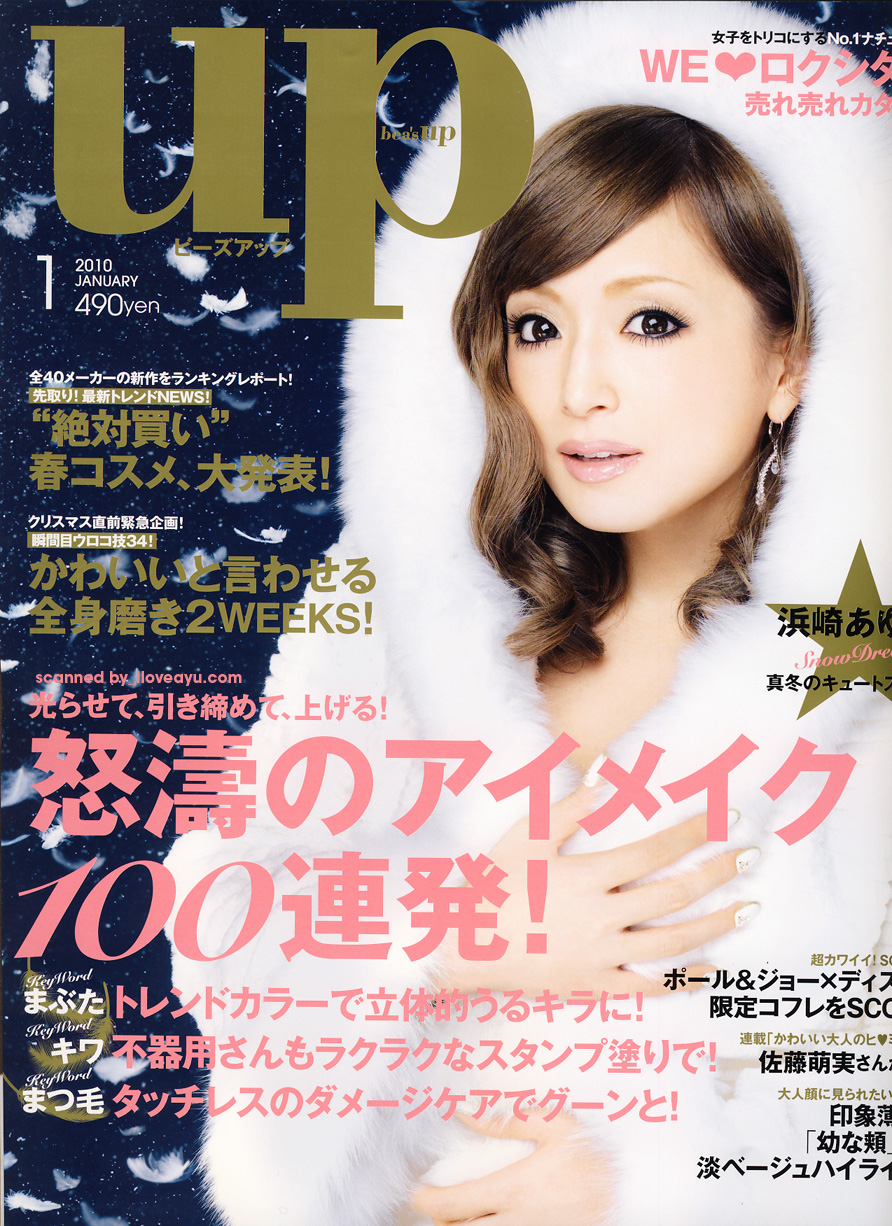 up
bea'sup
ビーズアップ
1
2010
JANUARY
490yen
女子をトリコにするNo.1ナチュ
WE♥ロクシタ
売れ売れカタ
全40メーカーの新作をランキングレポート!
先取り! 最新トレンドNEWS!
“絶対買い”
春コスメ、大発表!
クリスマス直前緊急企画!
瞬間目ウロコ技34!
かわいいと言わせる
全身磨き2WEEKS!
浜崎あゆ
SnowDre
真冬のキュートス
scanned by iloveayu.com
光らせて、引き締めて、上げる!
怒濤のアイメイク
100連発!
KeyWord
まぶた トレンドカラーで立体的うるキラに!
KeyWord
キワ 不器用さんもラクラクなスタンプ塗りで!
KeyWord
まつ毛 タッチレスのダメージケアでグーンと!
超カワイイ! SC
ポール&ジョー×ディズ
限定コフレをSCO
連載「かわいい大人のヒ♥ミ
佐藤萌実さんが
大人顔に見られたい
印象薄
「幼な頬」
淡ベージュハイライ